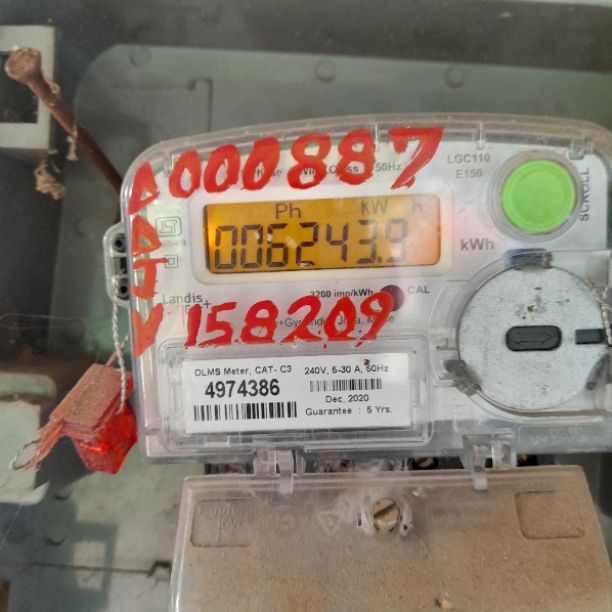 A000887
LGC110
E150
50Hz
SCROLL
Ph kW
006243.9
kWh
Landis
3200 imp/kWh CAL
158209
DLMS Meter, CAT- C3 240V, 5-30 A, 50Hz
4974386
Dec, 2020
Guarantee : 5 Yrs.